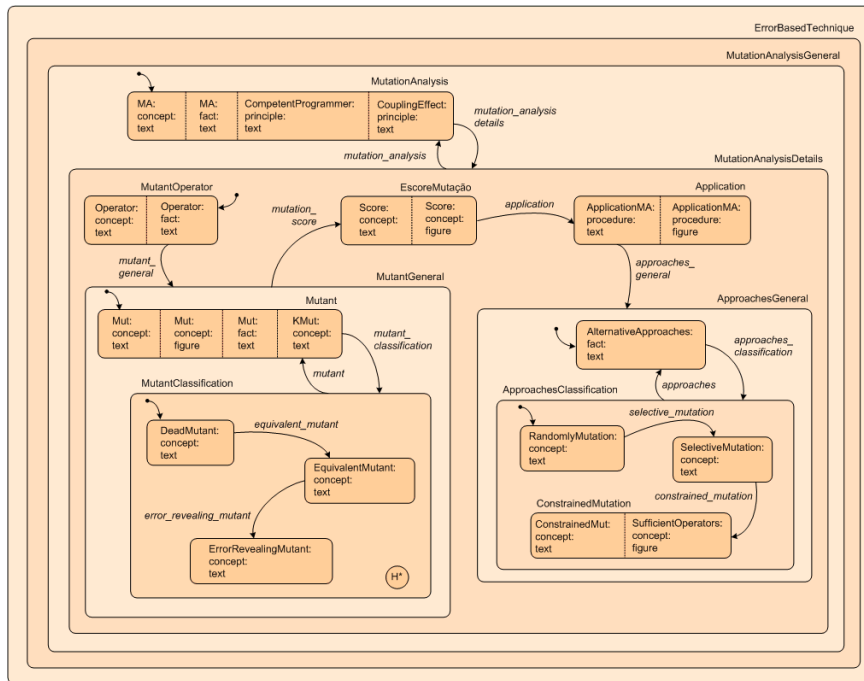 ErrorBasedTechnique
MutationAnalysisGeneral
MutationAnalysis
MA:
concept:
text
MA:
fact:
text
CompetentProgrammer:
principle:
text
CouplingEffect:
principle:
text
mutation_analysis
details
mutation_analysis
MutationAnalysisDetails
MutantOperator
Operator:
concept:
text
Operator:
fact:
text
mutation_
score
EscoreMutação
Score:
concept:
text
Score:
concept:
figure
application
Application
ApplicationMA:
procedure:
text
ApplicationMA:
procedure:
figure
mutant_
general
approaches_
general
MutantGeneral
Mutant
Mut:
concept:
text
Mut:
concept:
figure
Mut:
fact:
text
KMut:
concept:
text
mutant_
classification
mutant
MutantClassification
DeadMutant:
concept:
text
equivalent_mutant
EquivalentMutant:
concept:
text
error_revealing_mutant
ErrorRevealingMutant:
concept:
text
H*
ApproachesGeneral
AlternativeApproaches:
fact:
text
approaches_
classification
approaches
ApproachesClassification
RandomlyMutation:
concept:
text
selective_mutation
SelectiveMutation:
concept:
text
constrained_mutation
ConstrainedMutation
ConstrainedMut:
concept:
text
SufficientOperators:
concept:
figure